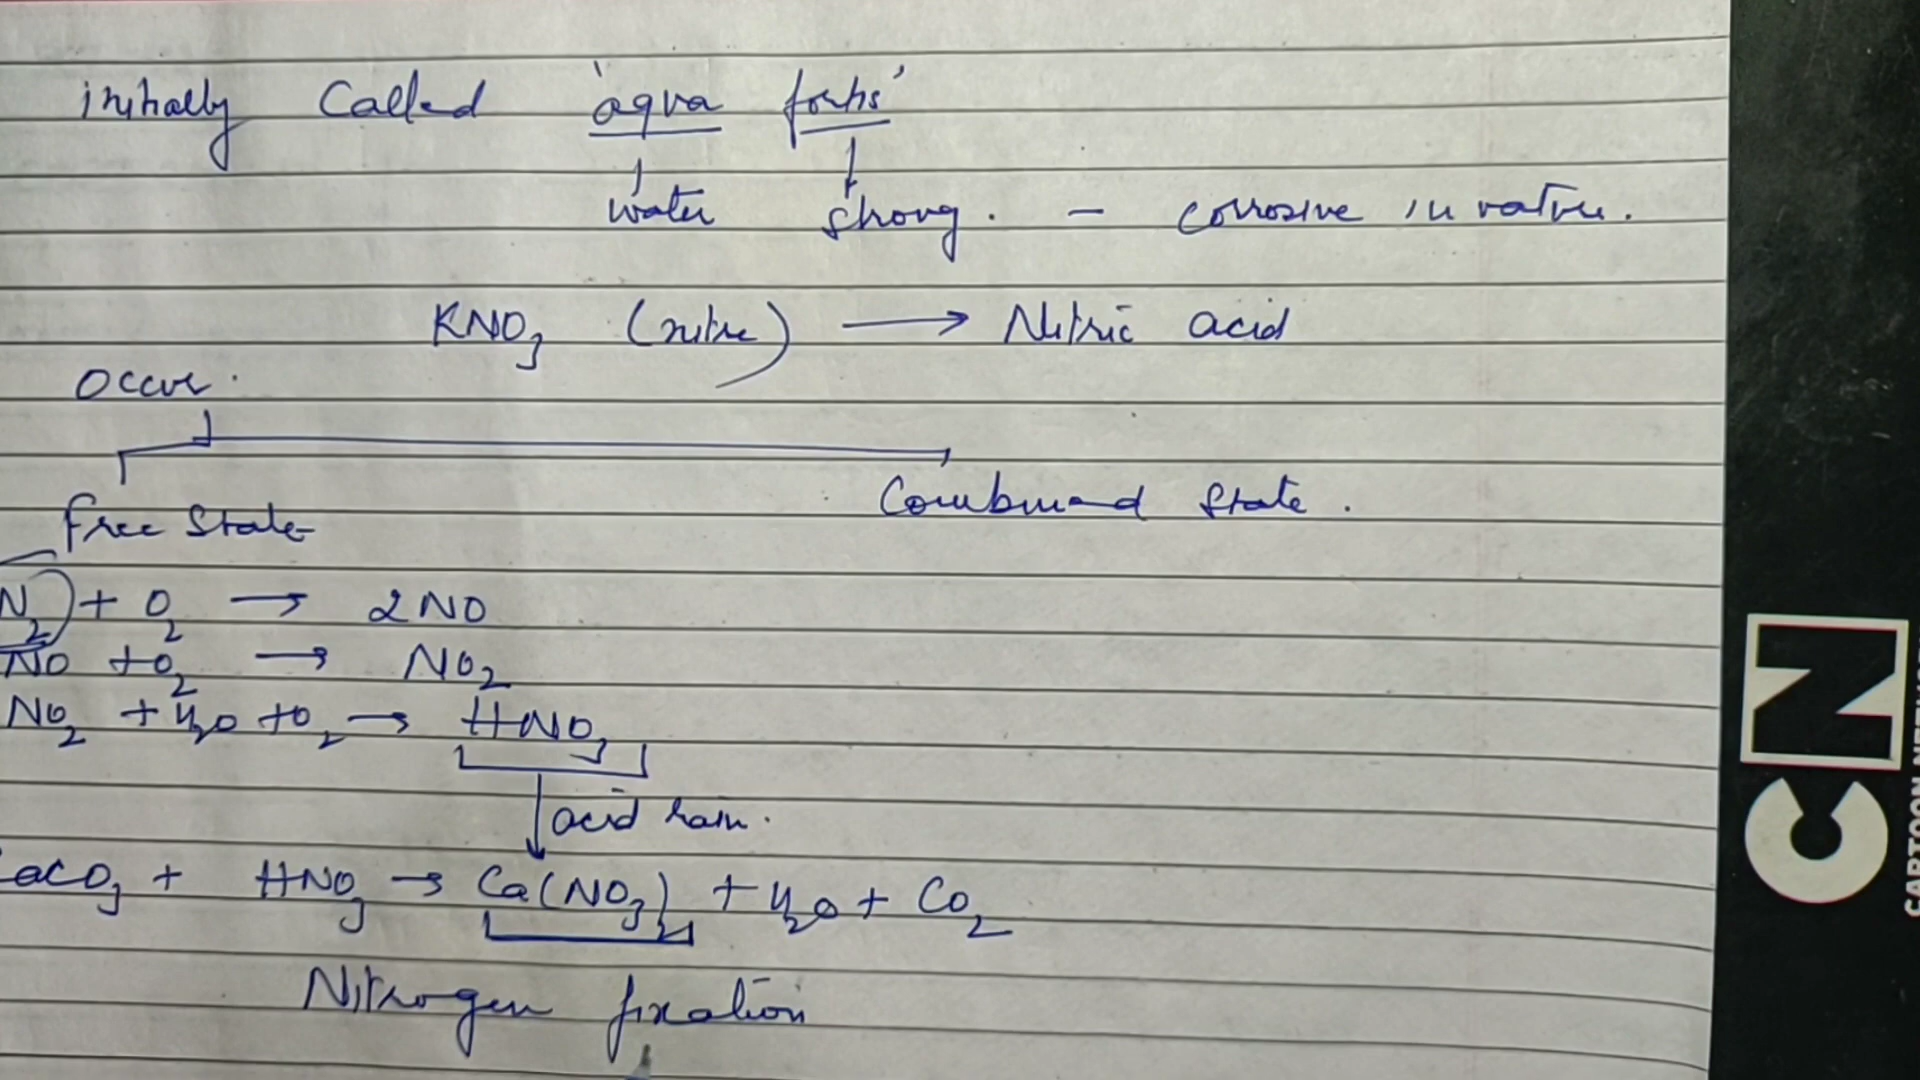 initially called 'aqua fortis'
water strong. - corrosive in nature.
KNO3 (nitre) → Nitric acid
Occur.
free state Combined state.
N2 + O2 → 2NO
NO + O2 → NO2
NO2 + H2O + O2 → HNO3
acid rain.
CaCO3 + HNO3 → Ca(NO3)2 + H2O + CO2
Nitrogen fixation
CN
CARTOON NETWORK